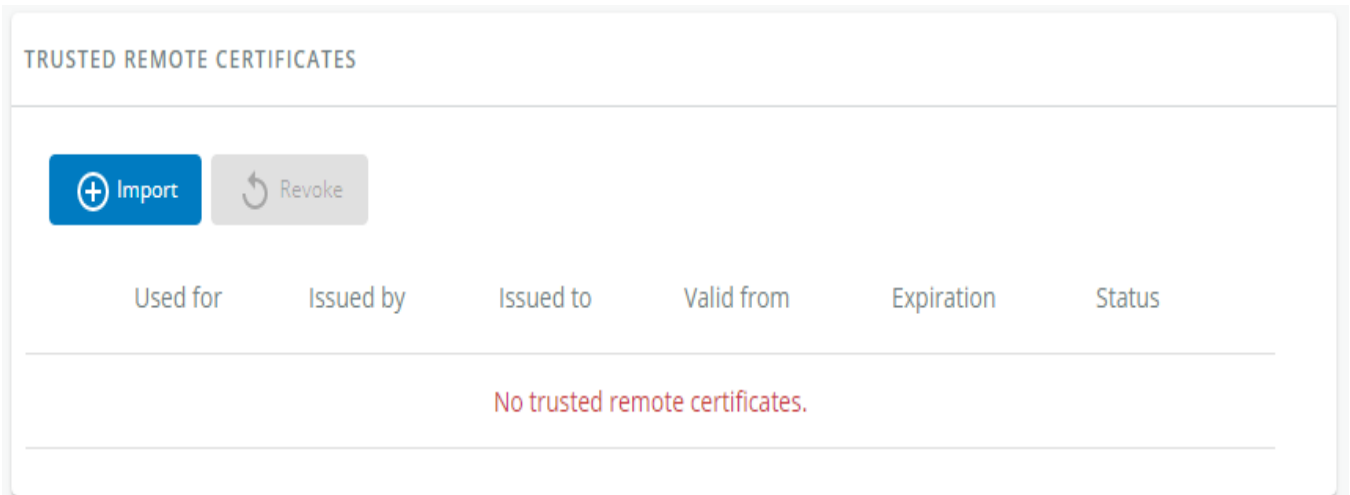 TRUSTED REMOTE CERTIFICATES
Import Revoke
Used for Issued by Issued to Valid from Expiration Status
No trusted remote certificates.